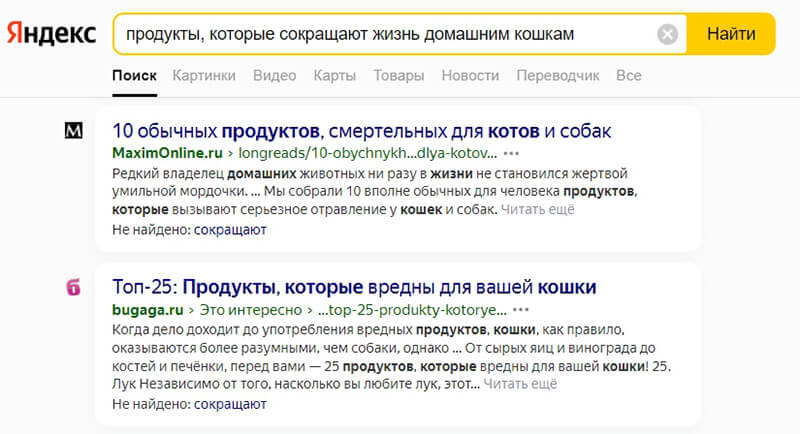 Яндекс
продукты, которые сокращают жизнь домашним кошкам
Найти
Поиск Картинки Видео Карты Товары Новости Переводчик Все
10 обычных продуктов, смертельных для котов и собак
MaximOnline.ru › longreads/10-obychnykh...dlya-kotov... •••
Редкий владелец домашних животных ни разу в жизни не становился жертвой
умильной мордочки. ... Мы собрали 10 вполне обычных для человека продуктов,
которые вызывают серьезное отравление у кошек и собак. Читать ещё
Не найдено: сокращают
Топ-25: Продукты, которые вредны для вашей кошки
bugaga.ru › Это интересно › ...top-25-produkty-kotorye... •••
Когда дело доходит до употребления вредных продуктов, кошки, как правило,
оказываются более разумными, чем собаки, однако ... От сырых яиц и винограда до
костей и печёнки, перед вами — 25 продуктов, которые вредны для вашей кошки! 25.
Лук Независимо от того, насколько вы любите лук, этот... Читать ещё
Не найдено: сокращают